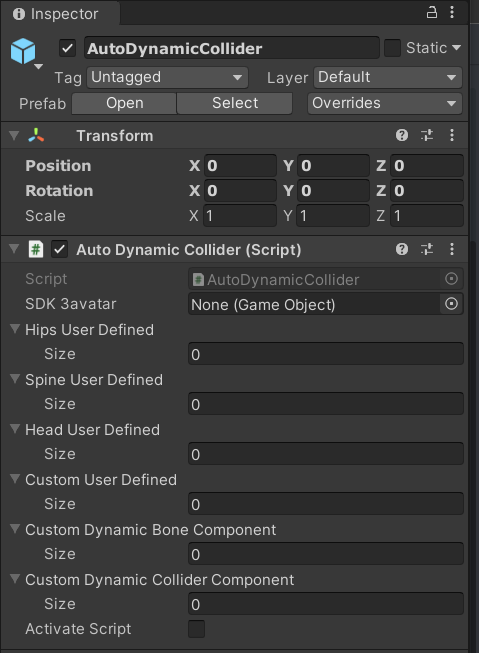 Inspector
AutoDynamicCollider Static
Tag Untagged Layer Default
Prefab Open Select Overrides
Transform
Position X 0 Y 0 Z 0
Rotation X 0 Y 0 Z 0
Scale X 1 Y 1 Z 1
# Auto Dynamic Collider (Script)
Script # AutoDynamicCollider
SDK 3avatar None (Game Object)
Hips User Defined
Size 0
Spine User Defined
Size 0
Head User Defined
Size 0
Custom User Defined
Size 0
Custom Dynamic Bone Component
Size 0
Custom Dynamic Collider Component
Size 0
Activate Script